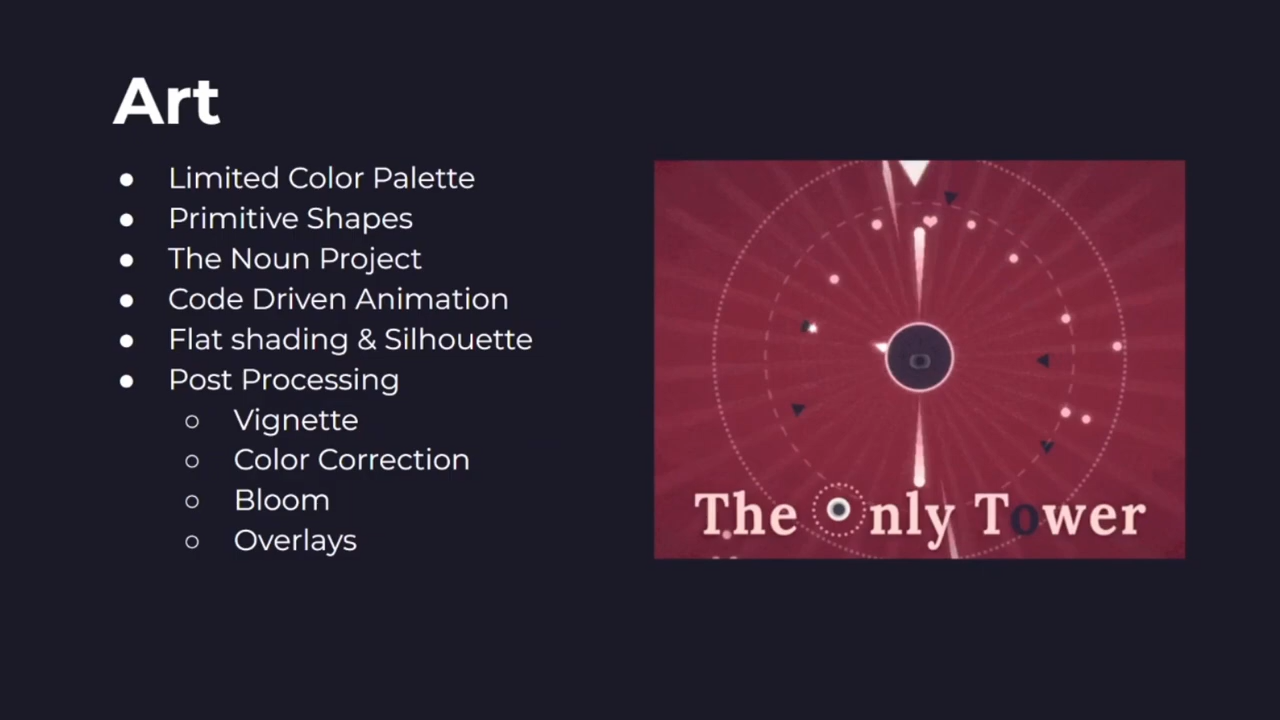 Art
● Limited Color Palette
● Primitive Shapes
● The Noun Project
● Code Driven Animation
● Flat shading & Silhouette
● Post Processing
○ Vignette
○ Color Correction
○ Bloom
○ Overlays
The Only Tower